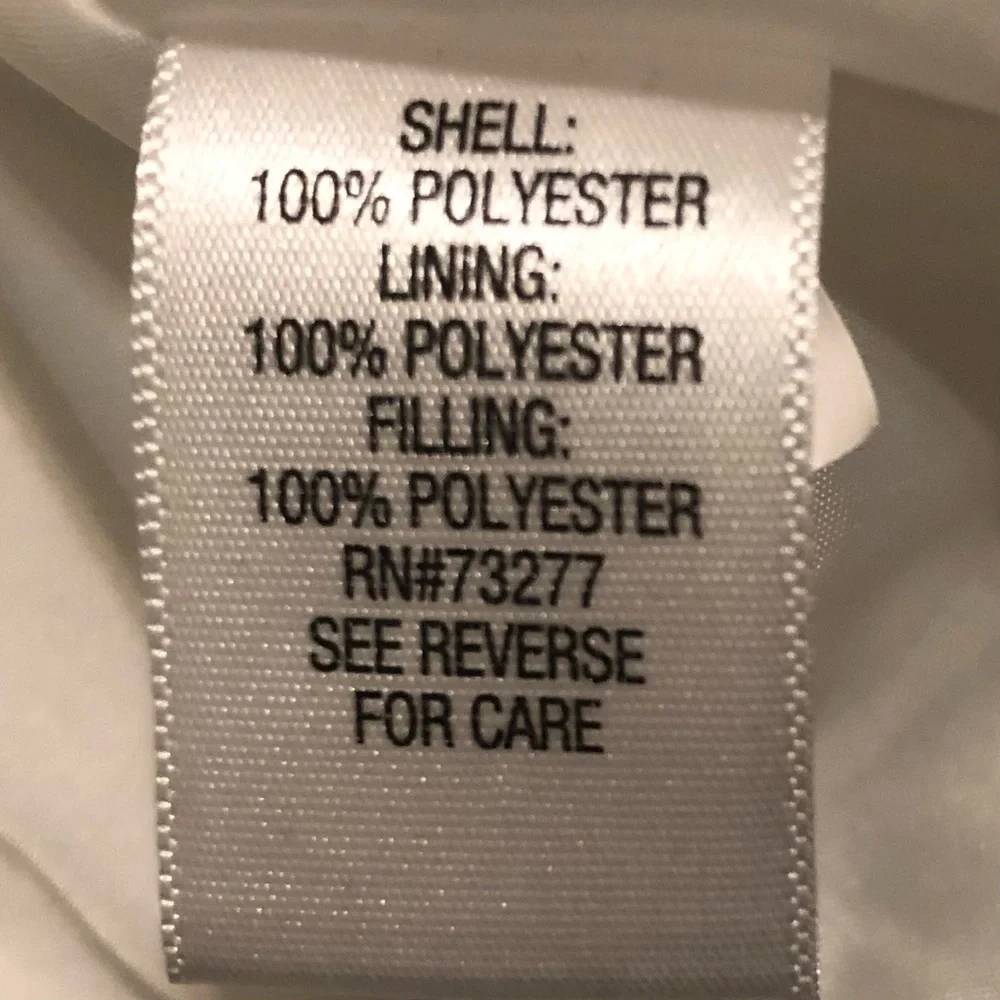 SHELL:
100% POLYESTER
LINING:
100% POLYESTER
FILLING:
100% POLYESTER
RN#73277
SEE REVERSE
FOR CARE